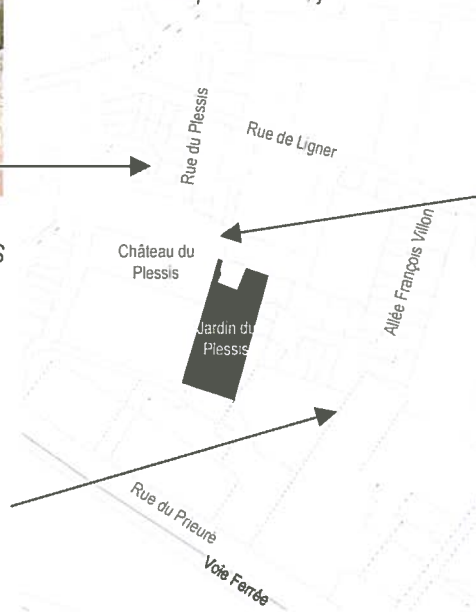 Rue du Plessis
Rue de Ligner
Château du
Plessis
Allée François Villon
Jardin du
Plessis
Rue du Prieuré
Voie Ferrée